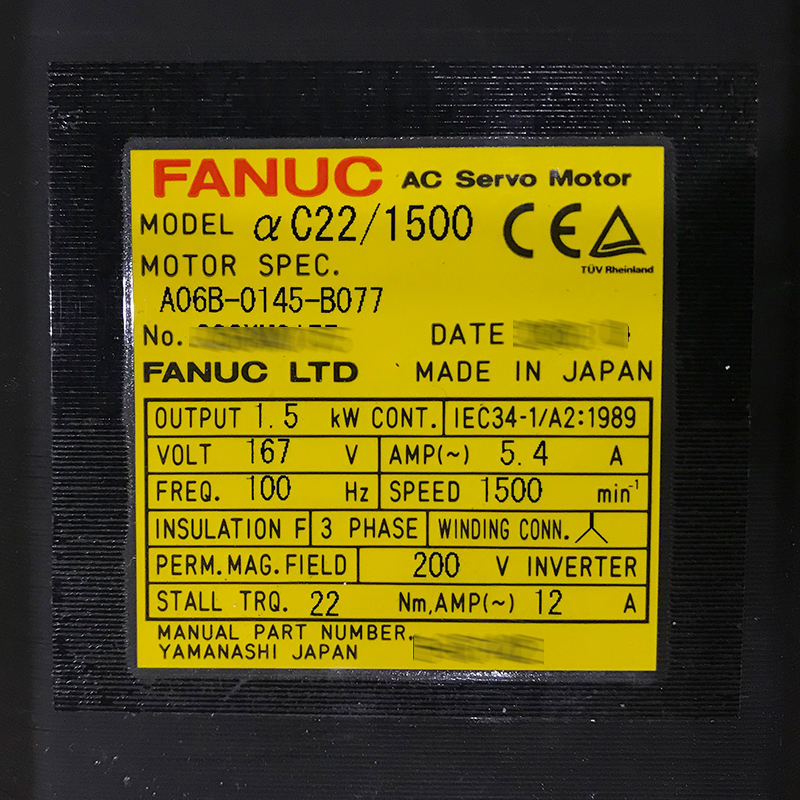 FANUC AC Servo Motor
MODEL αC22/1500
CE
TÜV Rheinland
MOTOR SPEC.
A06B-0145-B077
No. DATE
FANUC LTD MADE IN JAPAN
OUTPUT 1.5 kW CONT. IEC34-1/A2:1989
VOLT 167 V AMP(~) 5.4 A
FREQ. 100 Hz SPEED 1500 min⁻¹
INSULATION F 3 PHASE WINDING CONN.
PERM.MAG.FIELD 200 V INVERTER
STALL TRQ. 22 Nm,AMP(~) 12 A
MANUAL PART NUMBER.
YAMANASHI JAPAN